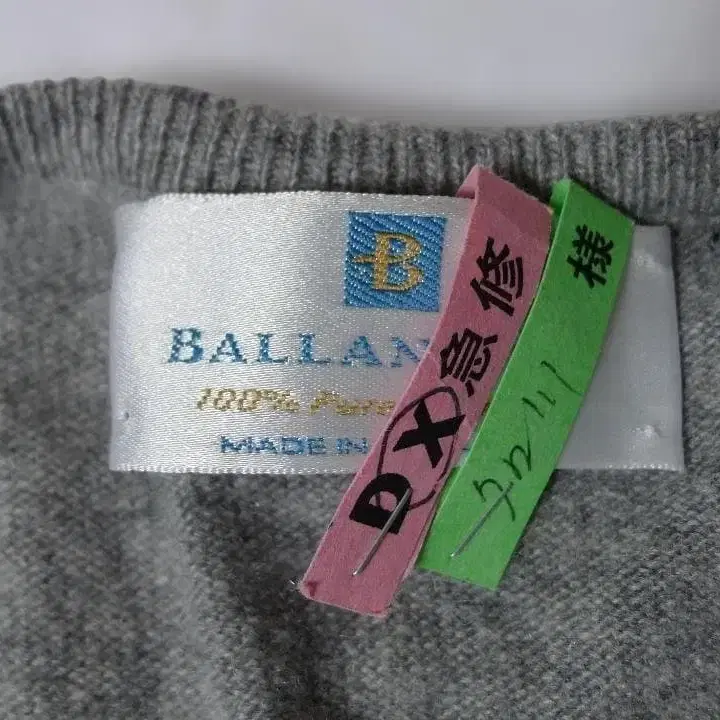 B
BALLAN
100% Pure
MADE IN
DX急修
様